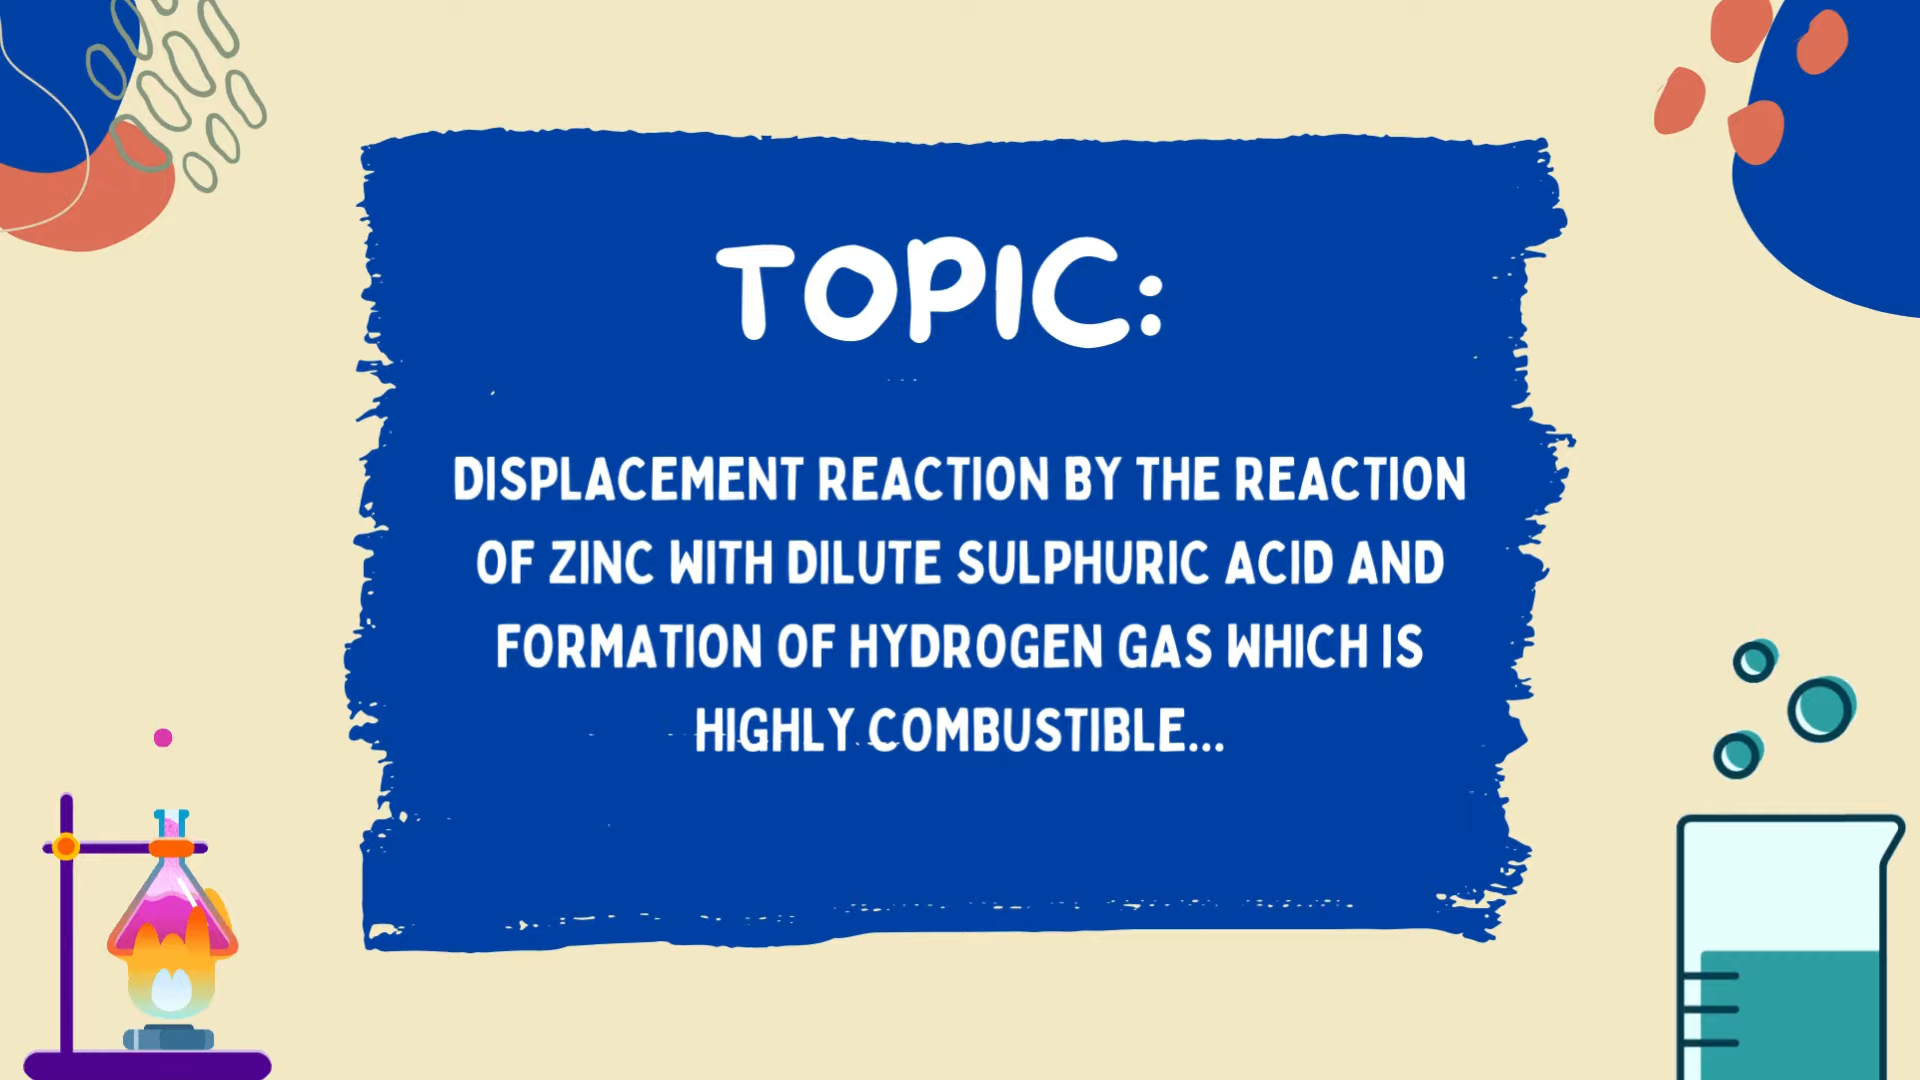 TOPIC:
DISPLACEMENT REACTION BY THE REACTION
OF ZINC WITH DILUTE SULPHURIC ACID AND
FORMATION OF HYDROGEN GAS WHICH IS
HIGHLY COMBUSTIBLE...